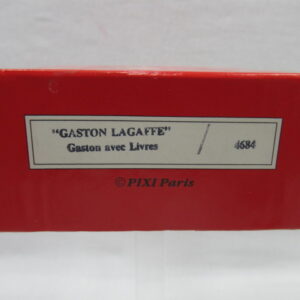 "GASTON LAGAFFE"
Gaston avec Livres / 4684
©PIXI Paris